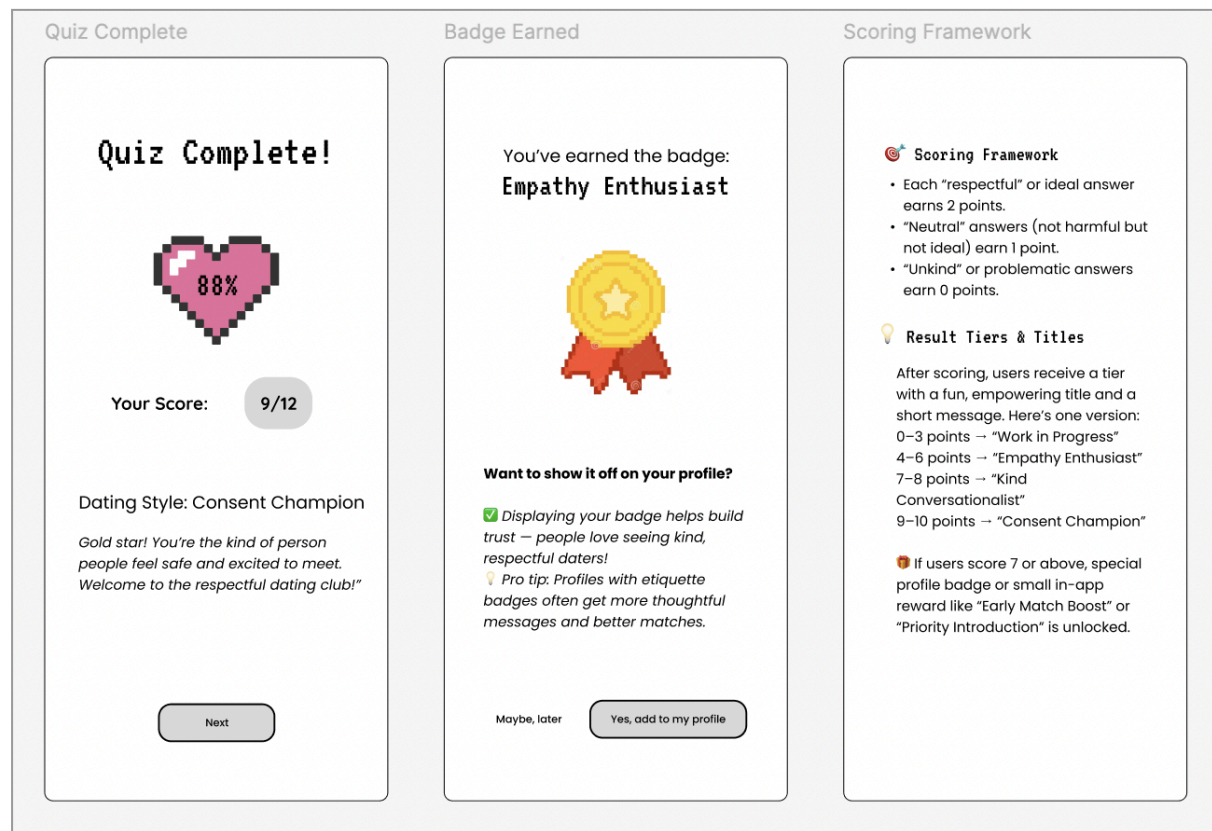 Quiz Complete
Badge Earned
Scoring Framework
Quiz Complete!
88%
Your Score:
9/12
Dating Style: Consent Champion
Gold star! You’re the kind of person
people feel safe and excited to meet.
Welcome to the respectful dating club!”
Next
You’ve earned the badge:
Empathy Enthusiast
Want to show it off on your profile?
✅ Displaying your badge helps build
trust — people love seeing kind,
respectful daters!
💡 Pro tip: Profiles with etiquette
badges often get more thoughtful
messages and better matches.
Maybe, later
Yes, add to my profile
🎯 Scoring Framework
• Each “respectful” or ideal answer
earns 2 points.
• “Neutral” answers (not harmful but
not ideal) earn 1 point.
• “Unkind” or problematic answers
earn 0 points.
💡 Result Tiers & Titles
After scoring, users receive a tier
with a fun, empowering title and a
short message. Here’s one version:
0–3 points → “Work in Progress”
4–6 points → “Empathy Enthusiast”
7–8 points → “Kind
Conversationalist”
9–10 points → “Consent Champion”
🎁 If users score 7 or above, special
profile badge or small in-app
reward like “Early Match Boost” or
“Priority Introduction” is unlocked.